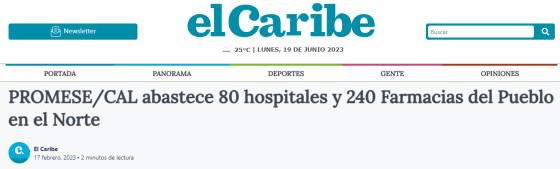 Newsletter
elCaribe
Buscar
25°C | LUNES, 19 DE JUNIO 2023
PORTADA PANORAMA DEPORTES GENTE OPINIONES
PROMESE/CAL abastece 80 hospitales y 240 Farmacias del Pueblo
en el Norte
El Caribe
17 febrero, 2023 • 2 minutos de lectura